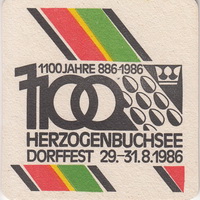 1100 JAHRE 886-1986
1100
HERZOGENBUCHSEE
DORFFEST 29.-31.8.1986